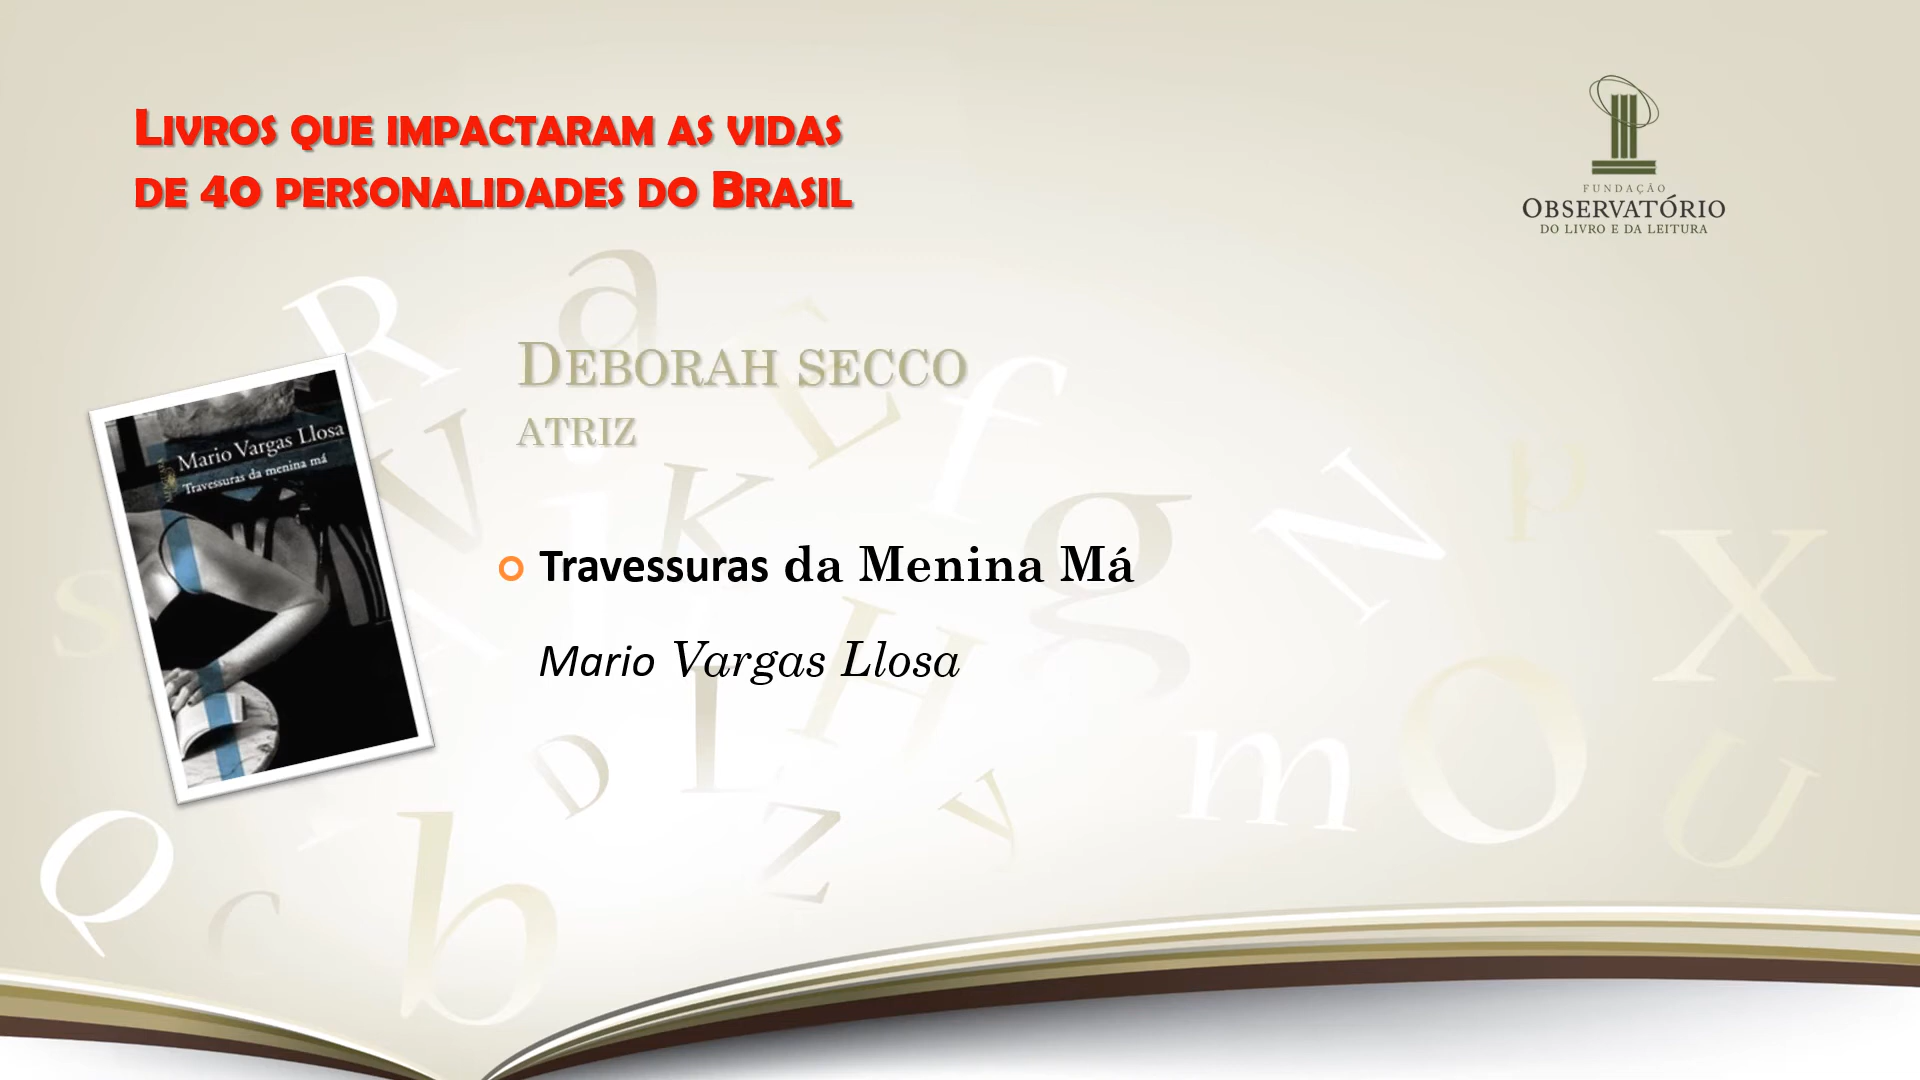 Livros que impactaram as vidas
de 40 personalidades do Brasil
FUNDAÇÃO
OBSERVATÓRIO
DO LIVRO E DA LEITURA
Deborah secco
atriz
Mario Vargas Llosa
Travessuras da menina má
Travessuras da Menina Má
Mario Vargas Llosa